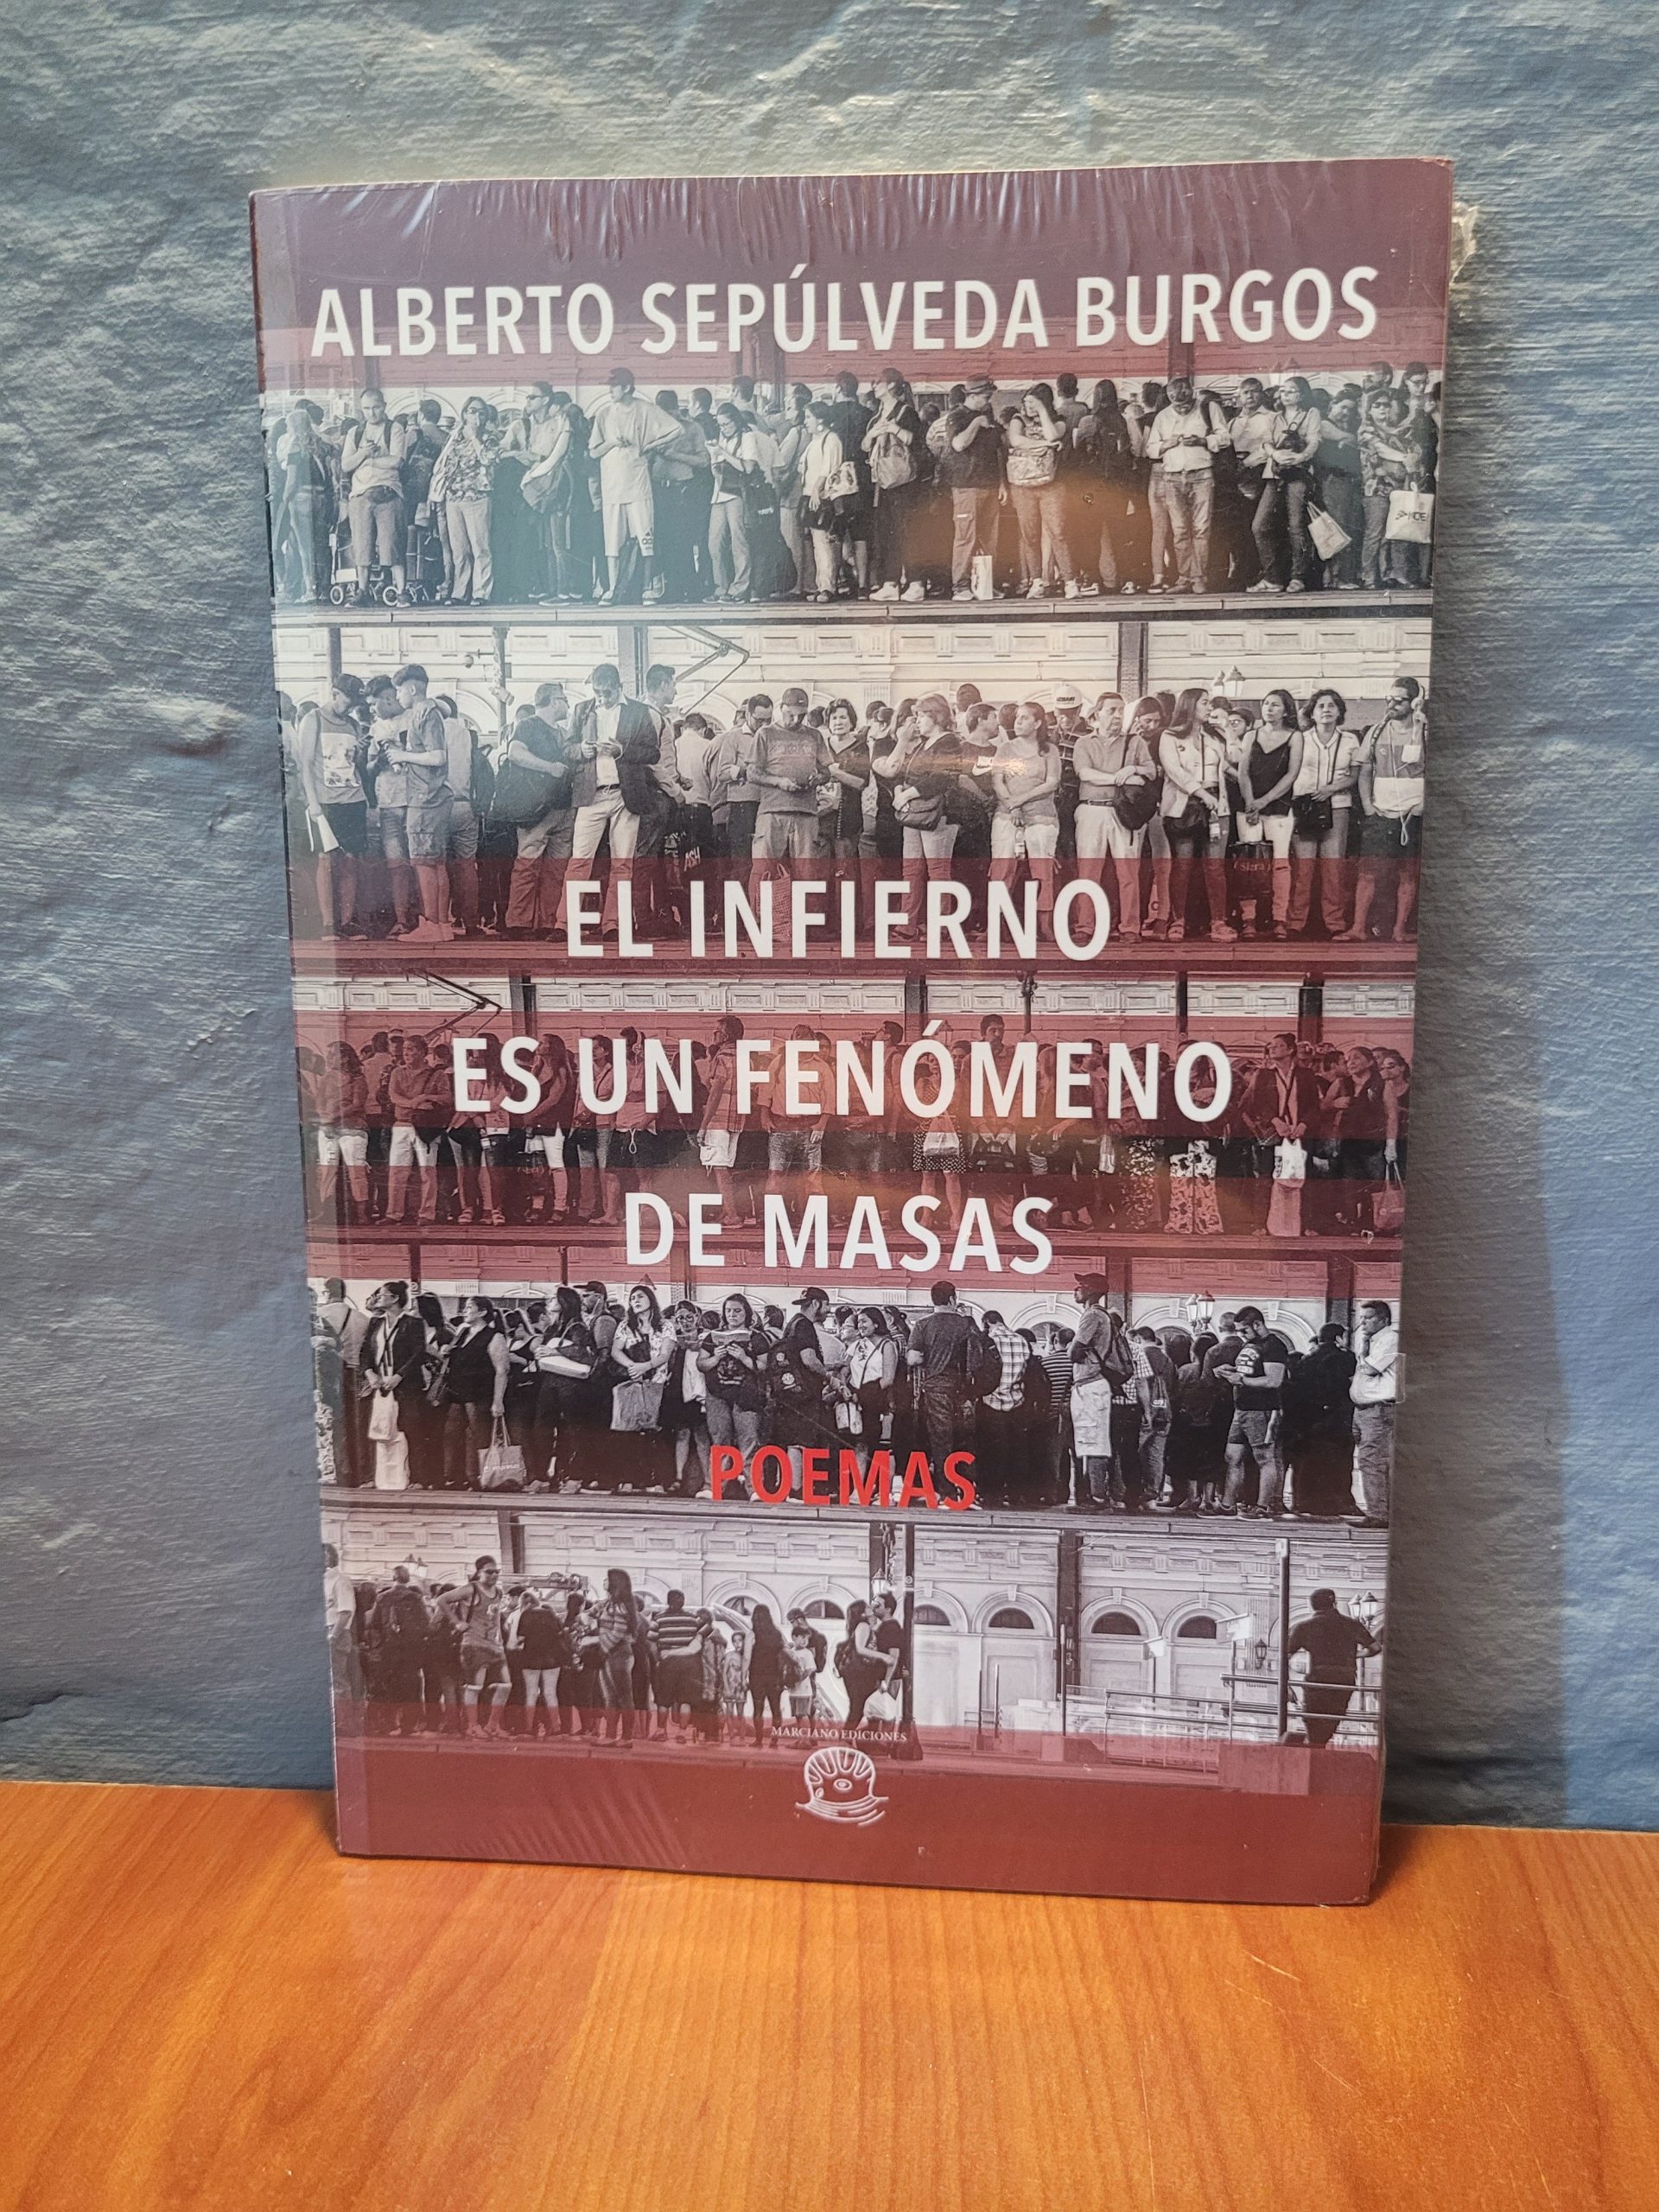 ALBERTO SEPÚLVEDA BURGOS
EL INFIERNO
ES UN FENÓMENO
DE MASAS
POEMAS
MARCIANO EDICIONES